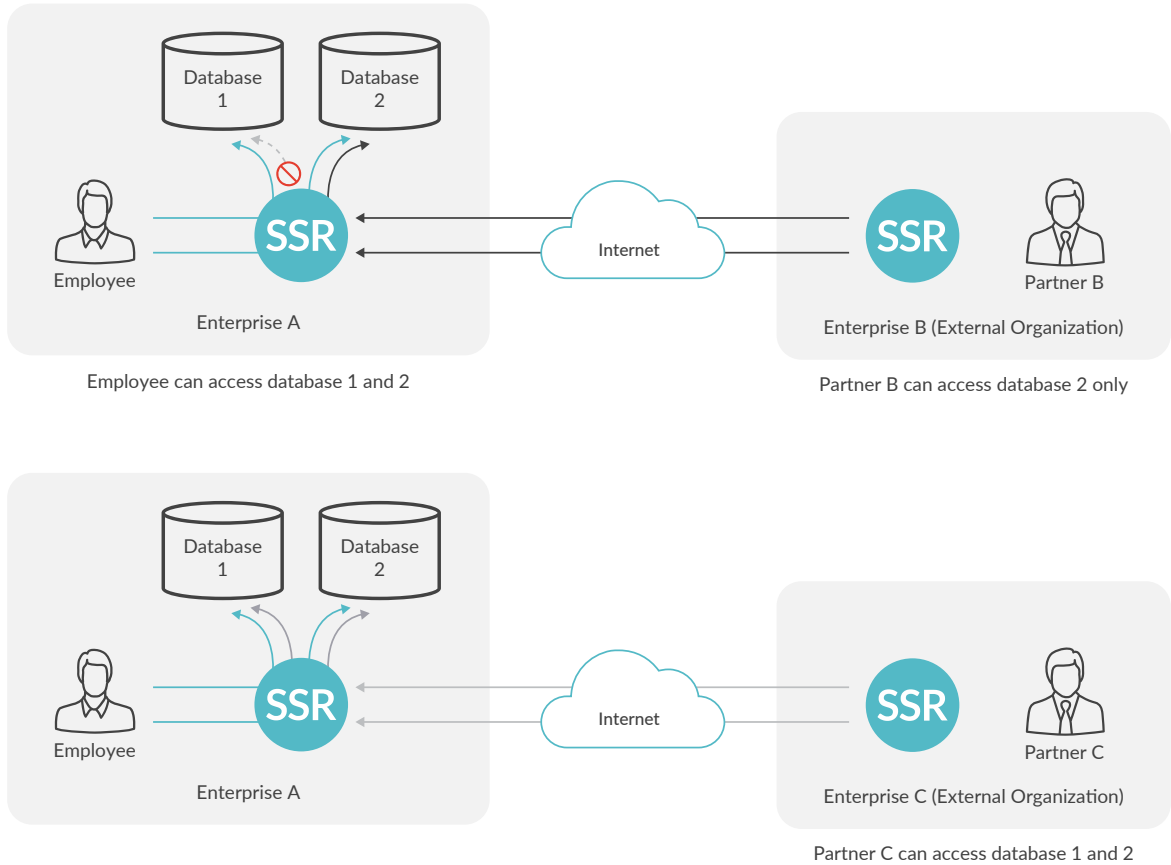 Database
1
Database
2
SSR
Employee
Enterprise A
Internet
SSR
Partner B
Enterprise B (External Organization)
Employee can access database 1 and 2
Partner B can access database 2 only
Database
1
Database
2
SSR
Employee
Enterprise A
Internet
SSR
Partner C
Enterprise C (External Organization)
Partner C can access database 1 and 2